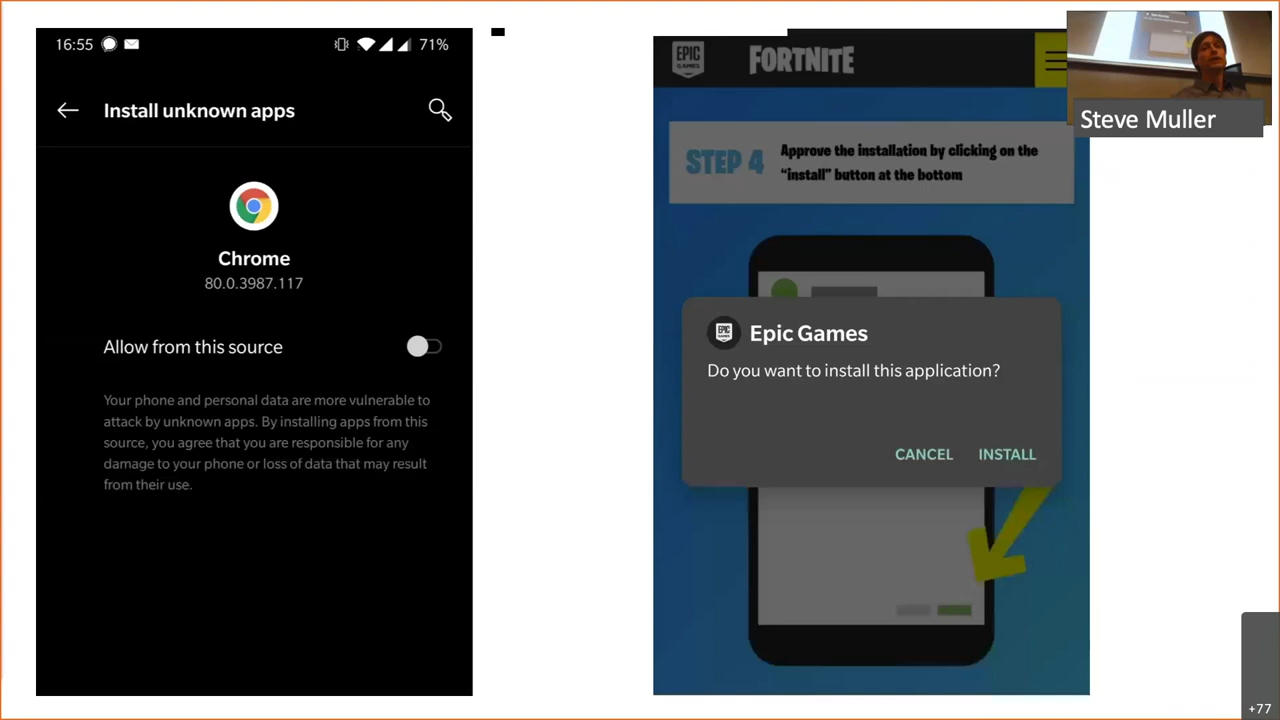 16:55
71%
Install unknown apps
Chrome
80.0.3987.117
Allow from this source
Your phone and personal data are more vulnerable to
attack by unknown apps. By installing apps from this
source, you agree that you are responsible for any
damage to your phone or loss of data that may result
from their use.
EPIC
GAMES
FORTNITE
STEP 4
Approve the installation by clicking on the
“install” button at the bottom
EPIC
GAMES
Epic Games
Do you want to install this application?
CANCEL
INSTALL
Steve Muller
+77